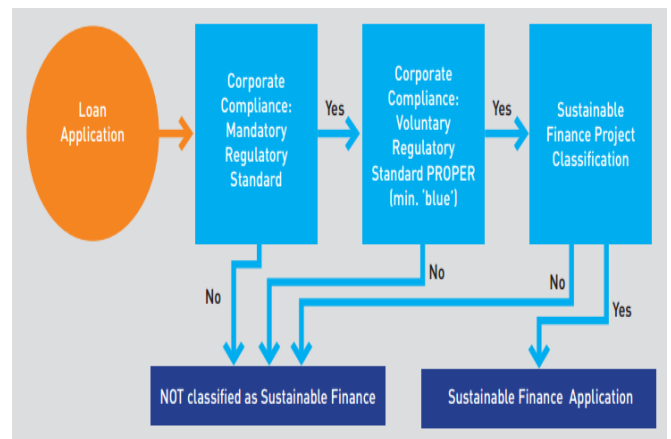 Loan
Application
Corporate
Compliance:
Mandatory
Regulatory
Standard
Yes
Corporate
Compliance:
Voluntary
Regulatory
Standard PROPER
(min. 'blue')
Yes
Sustainable
Finance Project
Classification
No
No
No
Yes
NOT classified as Sustainable Finance
Sustainable Finance Application